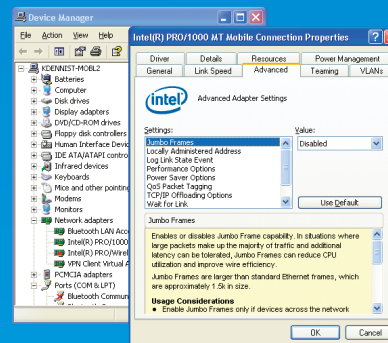 Device Manager
File Action View Help
KENNIST-MOBL2
Batteries
Computer
Disk drives
Display adapters
DVD/CD-ROM drives
Floppy disk controllers
Human Interface Devic
IDE ATA/ATAPI contro
Infrared devices
Keyboards
Mice and other pointing
Modems
Monitors
Network adapters
Bluetooth LAN Acc
Intel(R) PRO/1000
Intel(R) PRO/Wirel
VPN Client Virtual A
PCMCIA adapters
Ports (COM & LPT)
Bluetooth Commun
Intel(R) PRO/1000 MT Mobile Connection Properties
Driver Details Resources Power Management
General Link Speed Advanced Teaming VLANs
intel
Advanced Adapter Settings
Settings:
Value:
Jumbo Frames
Disabled
Locally Administered Address
Log Link State Event
Performance Options
Power Saver Options
QoS Packet Tagging
TCP/IP Offloading Options
Wait for Link
Use Default
Jumbo Frames
Enables or disables Jumbo Frame capability. In situations where
large packets make up the majority of traffic and additional
latency can be tolerated, Jumbo Frames can reduce CPU
utilization and improve wire efficiency.
Jumbo Frames are larger than standard Ethernet frames, which
are approximately 1.5k in size.
Usage Considerations
• Enable Jumbo Frames only if devices across the network
OK Cancel